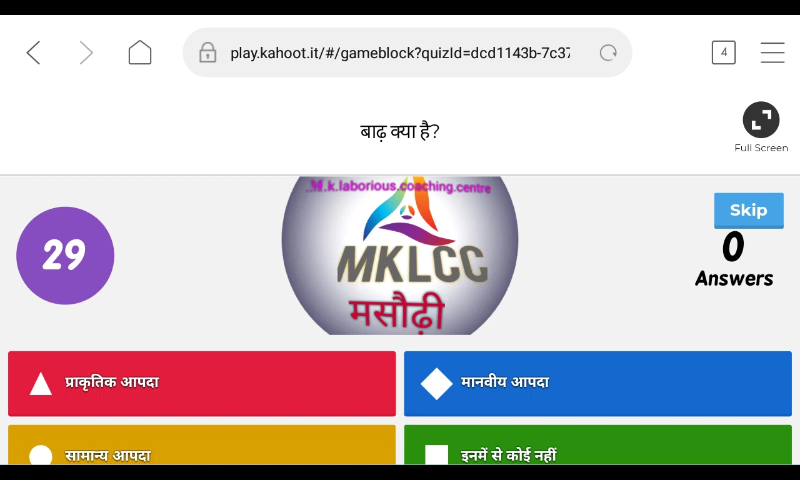 play.kahoot.it/#/gameblock?quizId=dcd1143b-7c37
4
बाढ़ क्या है?
Full Screen
M.k.laborious.coaching.centre
Skip
29
MKLCC
0
Answers
मसौढ़ी
प्राकृतिक आपदा
मानवीय आपदा
सामान्य आपदा
इनमें से कोई नहीं